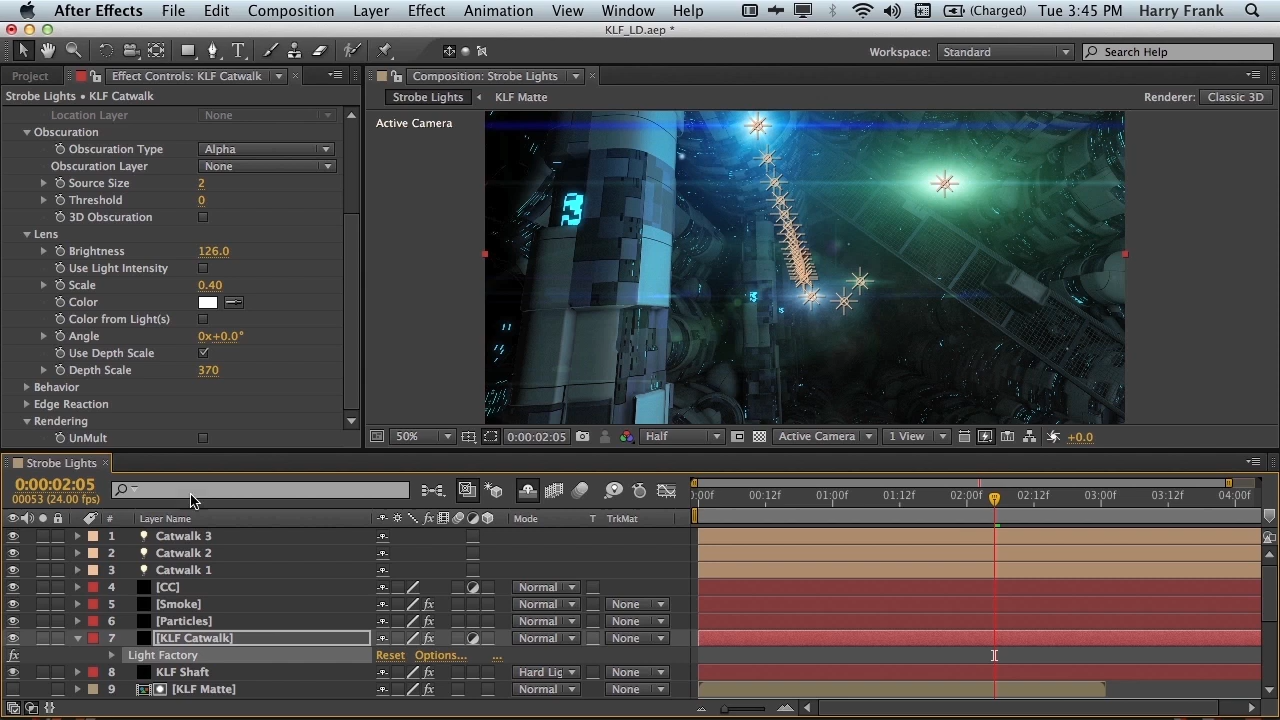 After Effects File Edit Composition Layer Effect Animation View Window Help (Charged) Tue 3:45 PM Harry Frank
KLF_LD.aep *
Workspace: Standard Search Help
Project Effect Controls: KLF Catwalk Composition: Strobe Lights
Strobe Lights • KLF Catwalk
Strobe Lights KLF Matte Renderer: Classic 3D
Active Camera
Location Layer None
Obscuration
Obscuration Type Alpha
Obscuration Layer None
Source Size 2
Threshold 0
3D Obscuration
Lens
Brightness 126.0
Use Light Intensity
Scale 0.40
Color
Color from Light(s)
Angle 0x+0.0°
Use Depth Scale
Depth Scale 370
Behavior
Edge Reaction
Rendering
UnMult
50% 0:00:02:05 Half Active Camera 1 View +0.0
Strobe Lights
0:00:02:05
00053 (24.00 fps)
:00f 00:12f 01:00f 01:12f 02:00f 02:12f 03:00f 03:12f 04:00f
# Layer Name fx Mode T TrkMat
1 Catwalk 3
2 Catwalk 2
3 Catwalk 1
4 [CC] Normal
5 [Smoke] fx Normal None
6 [Particles] fx Normal None
7 [KLF Catwalk] fx Normal None
fx Light Factory Reset Options... ...
8 KLF Shaft fx Hard Lig None
9 [KLF Matte] Normal None